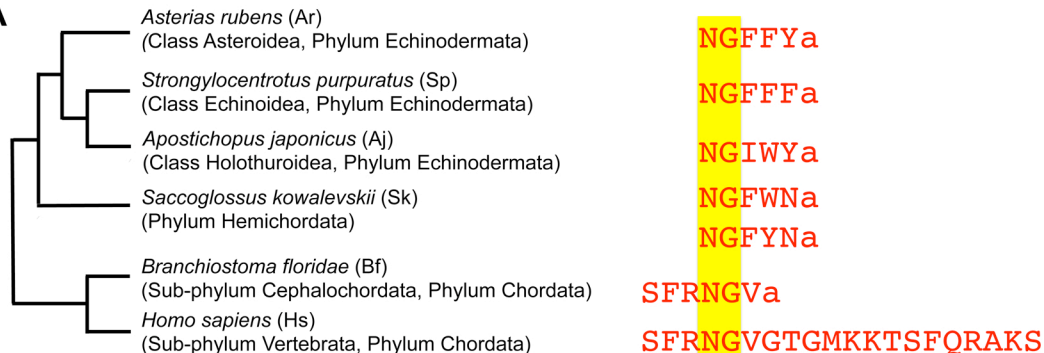 A
Asterias rubens (Ar)
(Class Asteroidea, Phylum Echinodermata)
NGFFYa
Strongylocentrotus purpuratus (Sp)
(Class Echinoidea, Phylum Echinodermata)
NGFFFa
Apostichopus japonicus (Aj)
(Class Holothuroidea, Phylum Echinodermata)
NGIWYa
Saccoglossus kowalevskii (Sk)
(Phylum Hemichordata)
NGFWNa
NGFYNa
Branchiostoma floridae (Bf)
(Sub-phylum Cephalochordata, Phylum Chordata)
SFRNGVa
Homo sapiens (Hs)
(Sub-phylum Vertebrata, Phylum Chordata)
SFRNGVGTGMKKTSFQRAKS